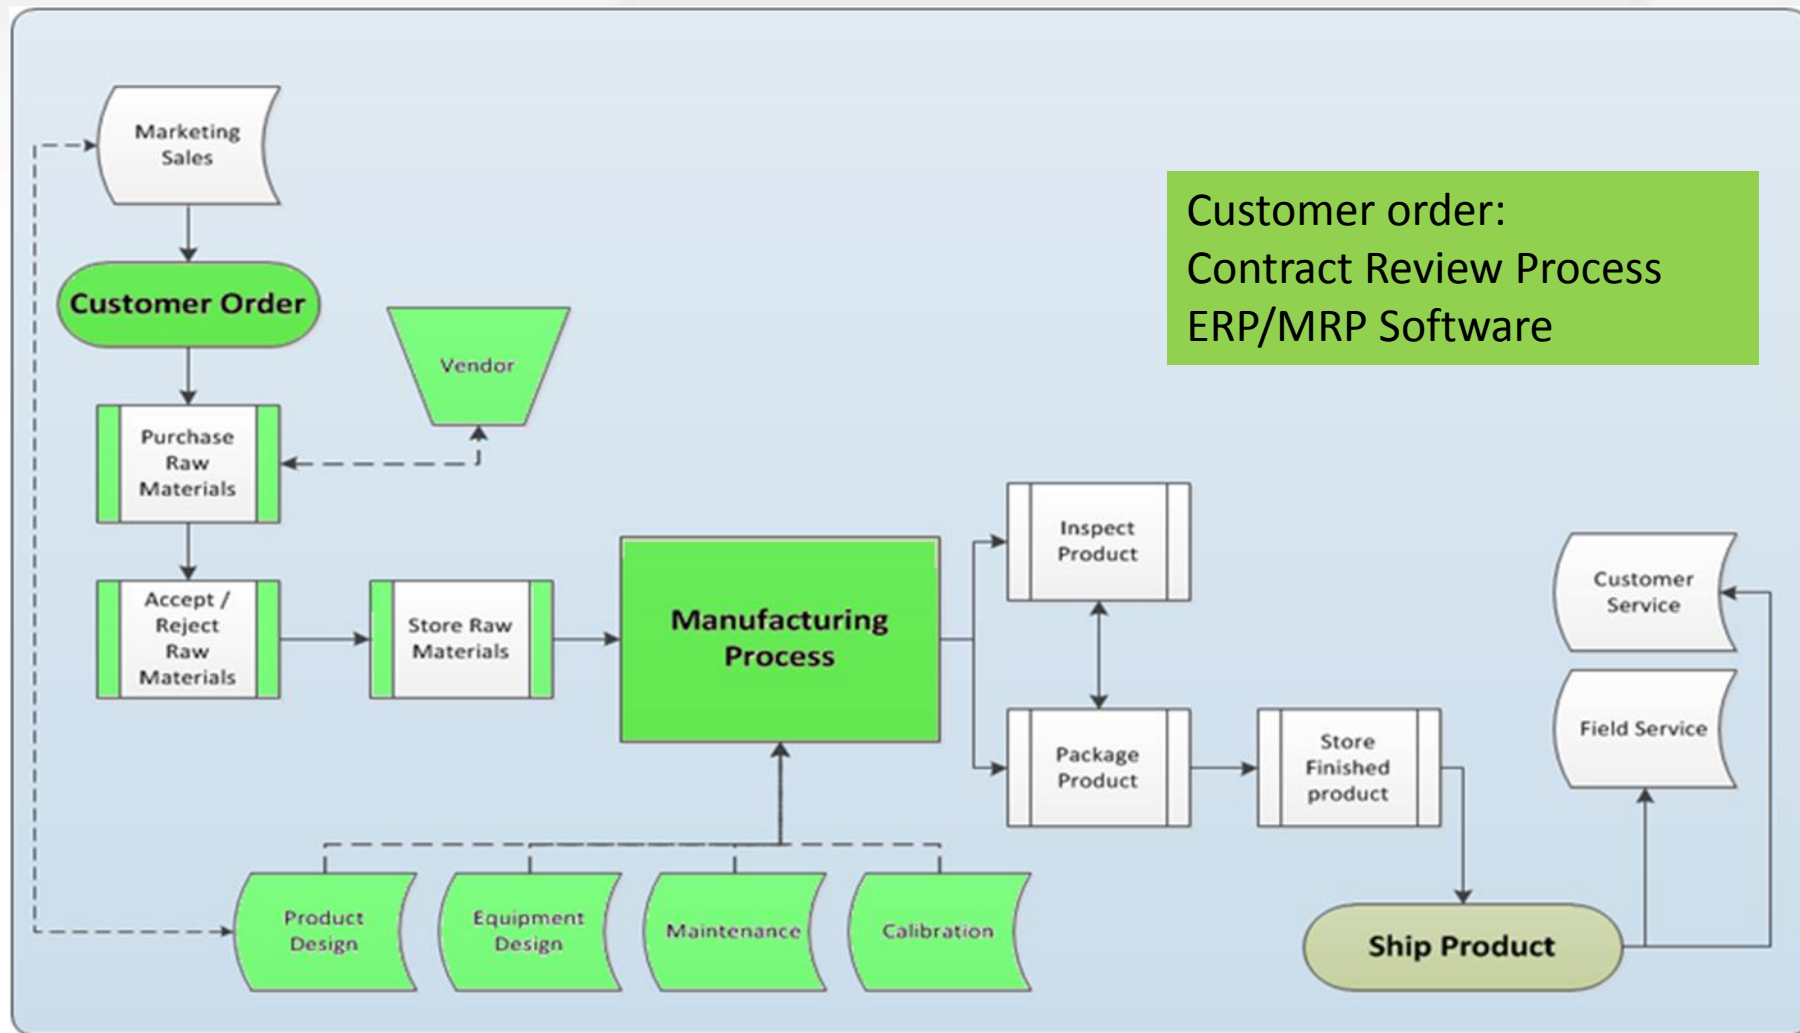 Marketing
Sales
Customer order:
Contract Review Process
ERP/MRP Software
Customer Order
Vendor
Purchase
Raw
Materials
Accept /
Reject
Raw
Materials
Store Raw
Materials
Manufacturing
Process
Inspect
Product
Package
Product
Store
Finished
product
Customer
Service
Field Service
Product
Design
Equipment
Design
Maintenance
Calibration
Ship Product